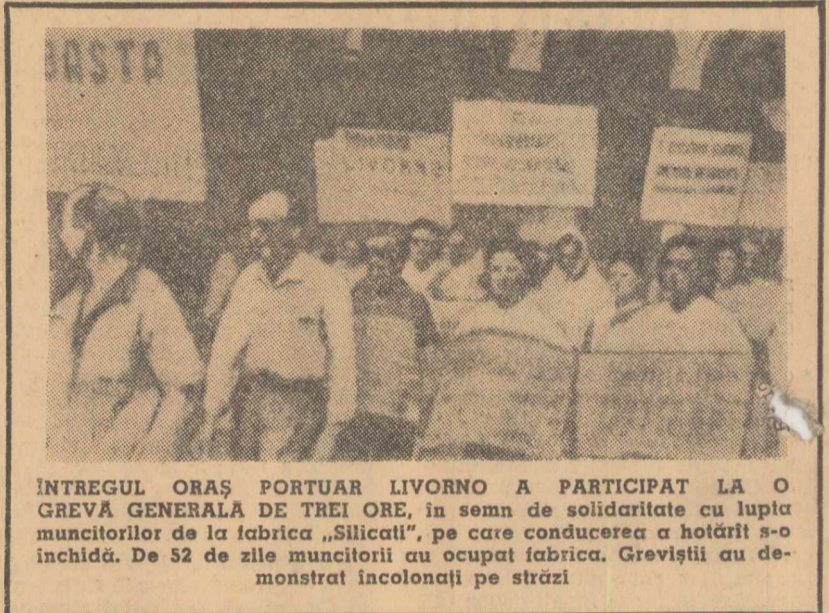 BASTA
LIVORNO
ÎNTREGUL ORAȘ PORTUAR LIVORNO A PARTICIPAT LA O
GREVĂ GENERALĂ DE TREI ORE, în semn de solidaritate cu lupta
muncitorilor de la fabrica „Silicati”, pe care conducerea a hotărît s-o
închidă. De 52 de zile muncitorii au ocupat fabrica. Greviștii au de-
monstrat încolonați pe străzi